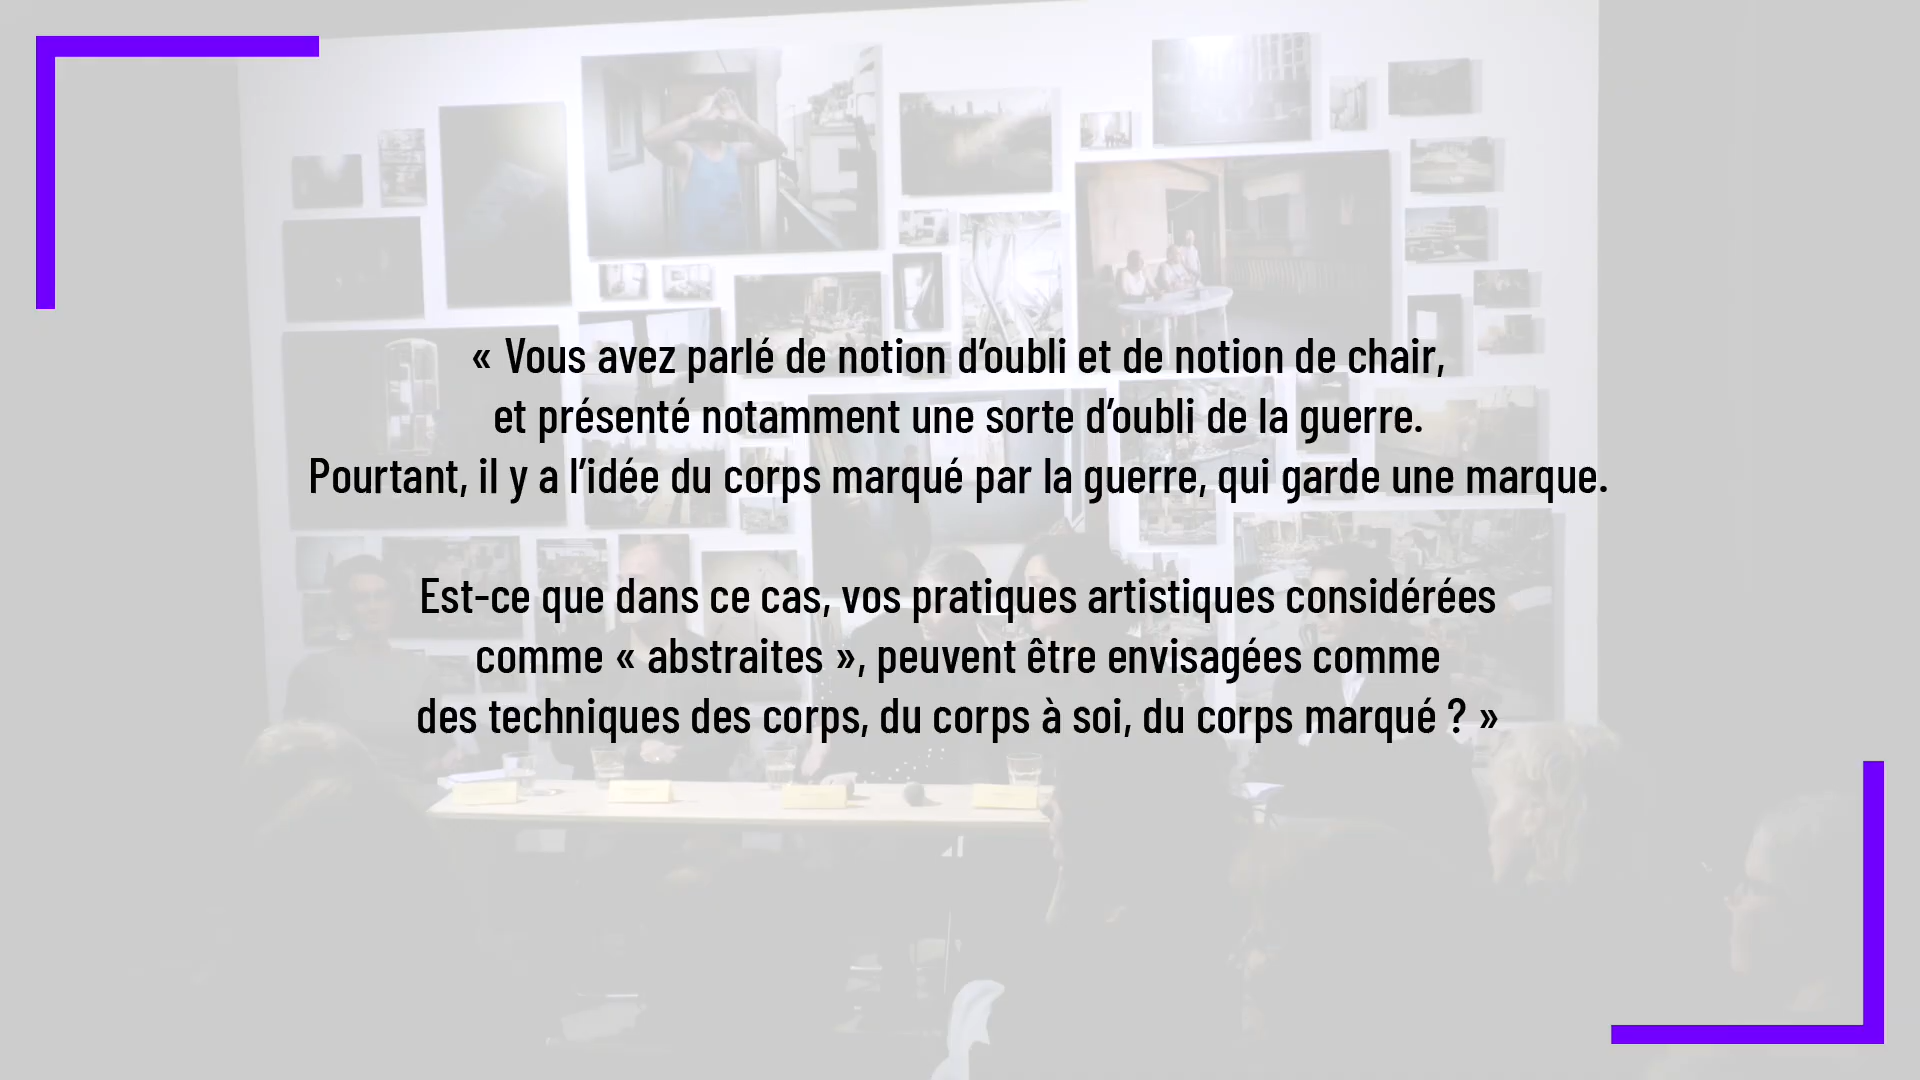 « Vous avez parlé de notion d’oubli et de notion de chair,
et présenté notamment une sorte d’oubli de la guerre.
Pourtant, il y a l’idée du corps marqué par la guerre, qui garde une marque.
Est-ce que dans ce cas, vos pratiques artistiques considérées
comme « abstraites », peuvent être envisagées comme
des techniques des corps, du corps à soi, du corps marqué ? »